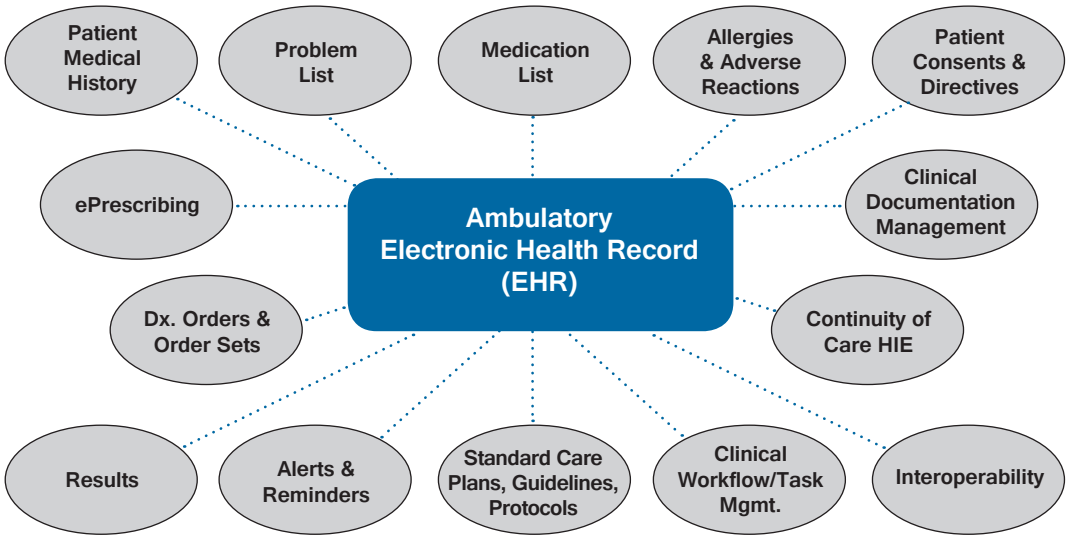 Patient
Medical
History
Problem
List
Medication
List
Allergies
& Adverse
Reactions
Patient
Consents &
Directives
ePrescribing
Ambulatory
Electronic Health Record
(EHR)
Clinical
Documentation
Management
Dx. Orders &
Order Sets
Continuity of
Care HIE
Results
Alerts &
Reminders
Standard Care
Plans, Guidelines,
Protocols
Clinical
Workflow/Task
Mgmt.
Interoperability